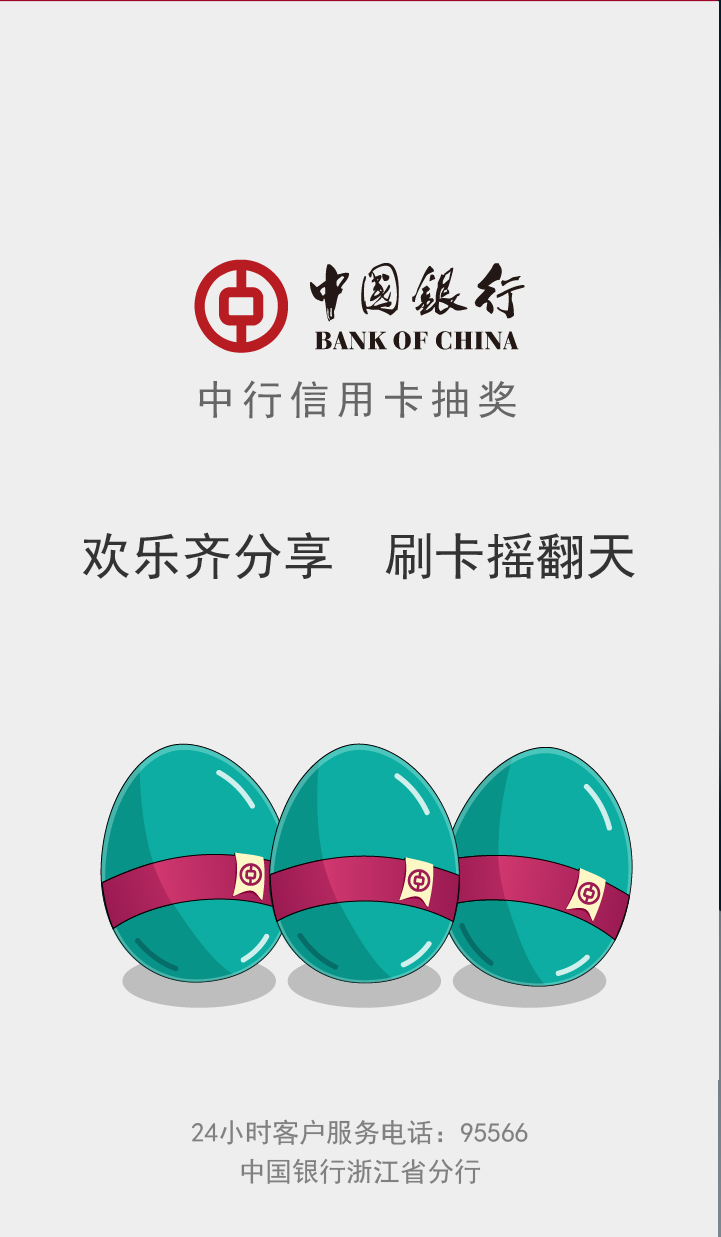 中国銀行
BANK OF CHINA
中行信用卡抽奖
欢乐齐分享 刷卡摇翻天
24小时客户服务电话：95566
中国银行浙江省分行